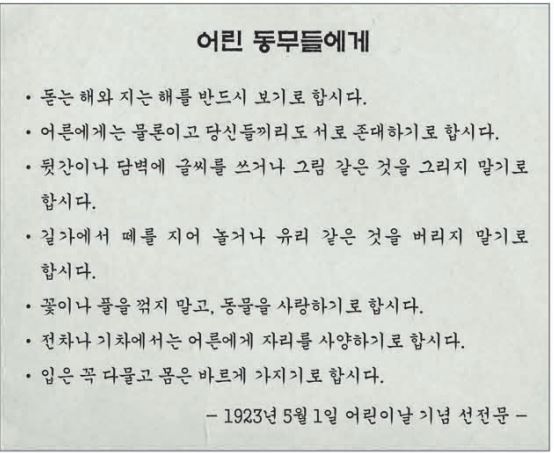 어린 동무들에게
• 돋는 해와 지는 해를 반드시 보기로 합시다.
• 어른에게는 물론이고 당신들끼리도 서로 존대하기로 합시다.
• 뒷간이나 담벽에 글씨를 쓰거나 그림 같은 것을 그리지 말기로
합시다.
• 길가에서 떼를 지어 놀거나 유리 같은 것을 버리지 말기로
합시다.
• 꽃이나 풀을 꺾지 말고, 동물을 사랑하기로 합시다.
• 전차나 기차에서는 어른에게 자리를 사양하기로 합시다.
• 입은 꼭 다물고 몸은 바르게 가지기로 합시다.
– 1923년 5월 1일 어린이날 기념 선전문 –